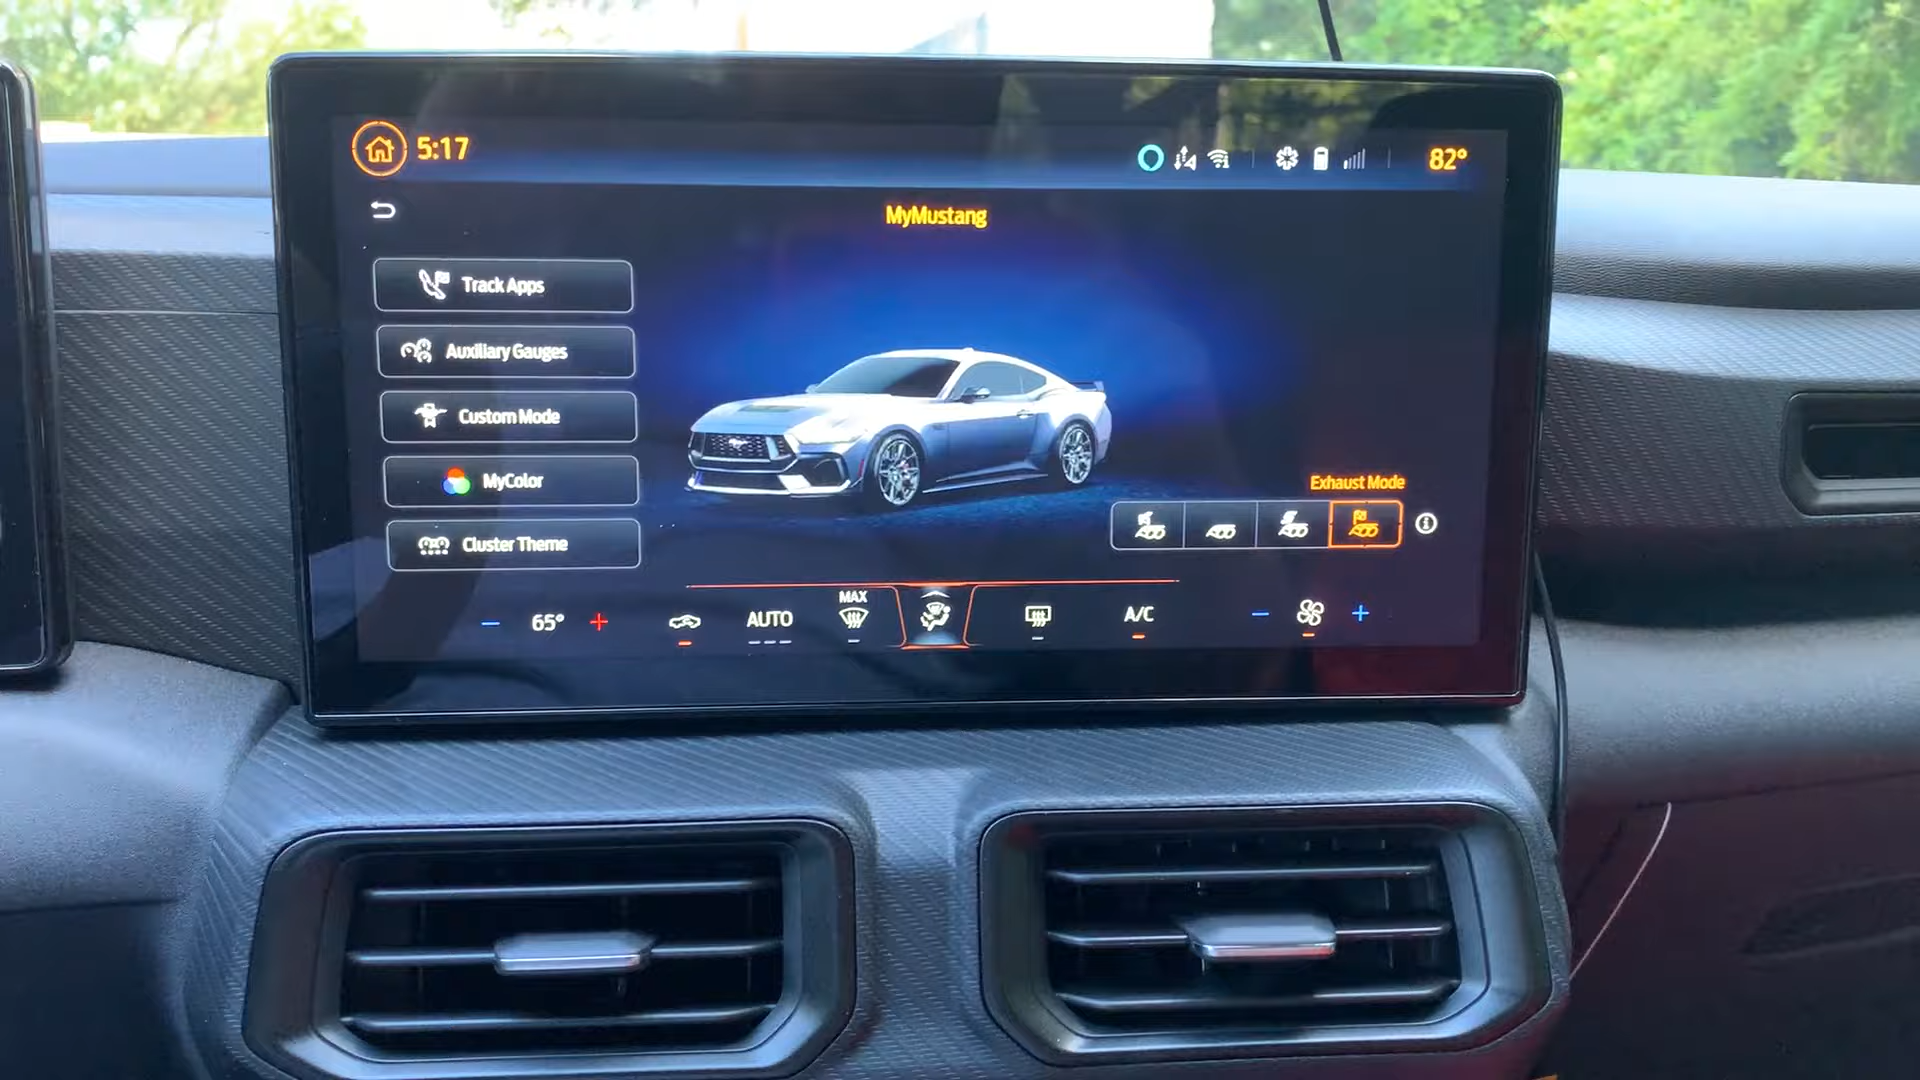 5:17
82°
MyMustang
Track Apps
Auxiliary Gauges
Custom Mode
MyColor
Cluster Theme
Exhaust Mode
65°
AUTO
MAX
A/C